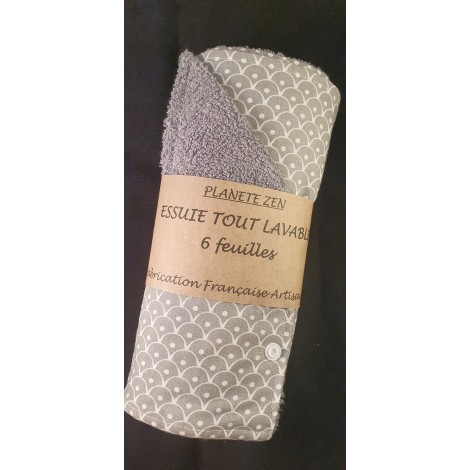 PLANETE ZEN
ESSUIE TOUT LAVABL
6 feuilles
abrication Française Artisa